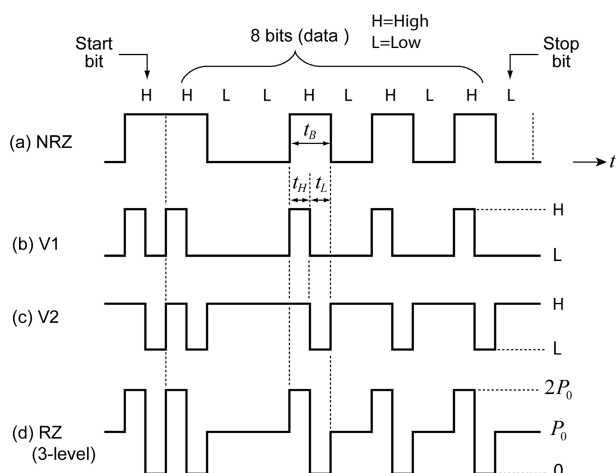 Start
bit
8 bits (data )
H=High
L=Low
Stop
bit
H H L L H L H L H L
(a) NRZ
t_B
t
t_H t_L
H
(b) V1
L
H
(c) V2
L
2P_0
P_0
(d) RZ
(3-level)
0